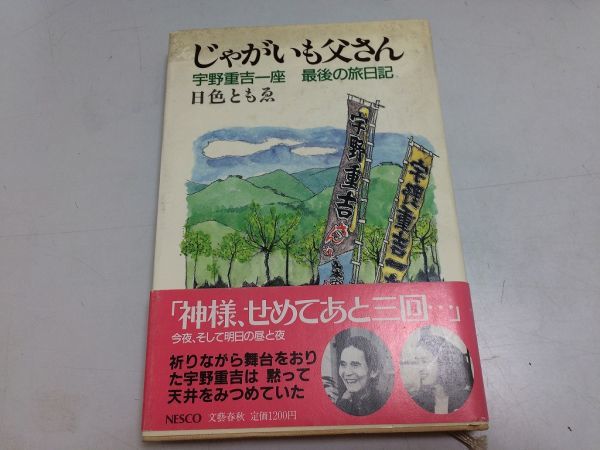 じゃがいも父さん
宇野重吉一座 最後の旅日記
日色ともゑ
宇野重吉
宇野重吉一
「神様、せめてあと三回…」
今夜、そして明日の昼と夜
祈りながら舞台をおり
た宇野重吉は 黙って
天井をみつめていた
NESCO 文藝春秋 定価1200円